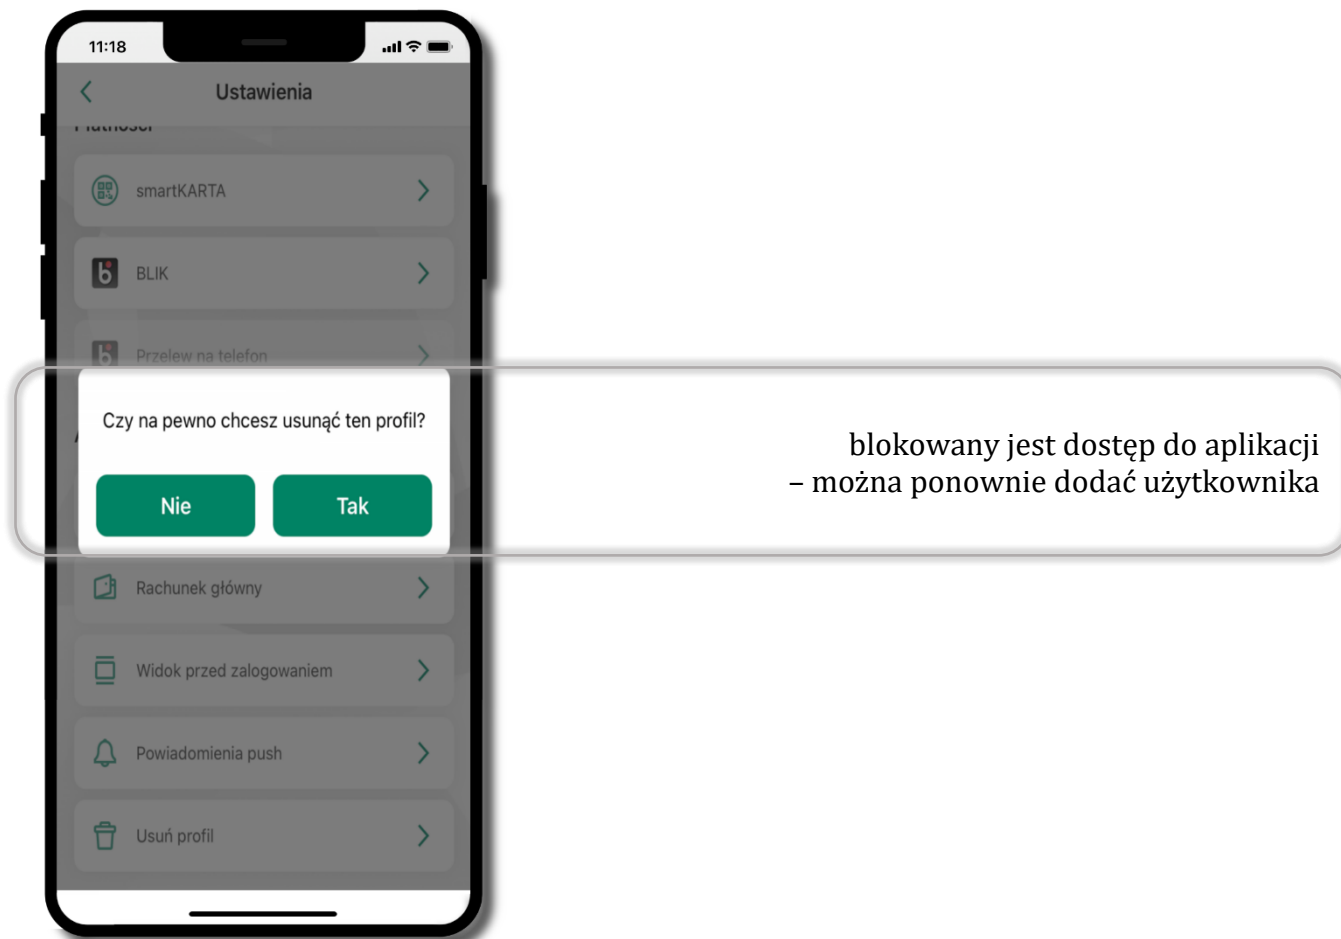 11:18
Ustawienia
Płatności
smartKARTA
BLIK
Przelew na telefon
Czy na pewno chcesz usunąć ten profil?
Nie
Tak
blokowany jest dostęp do aplikacji
– można ponownie dodać użytkownika
Rachunek główny
Widok przed zalogowaniem
Powiadomienia push
Usuń profil